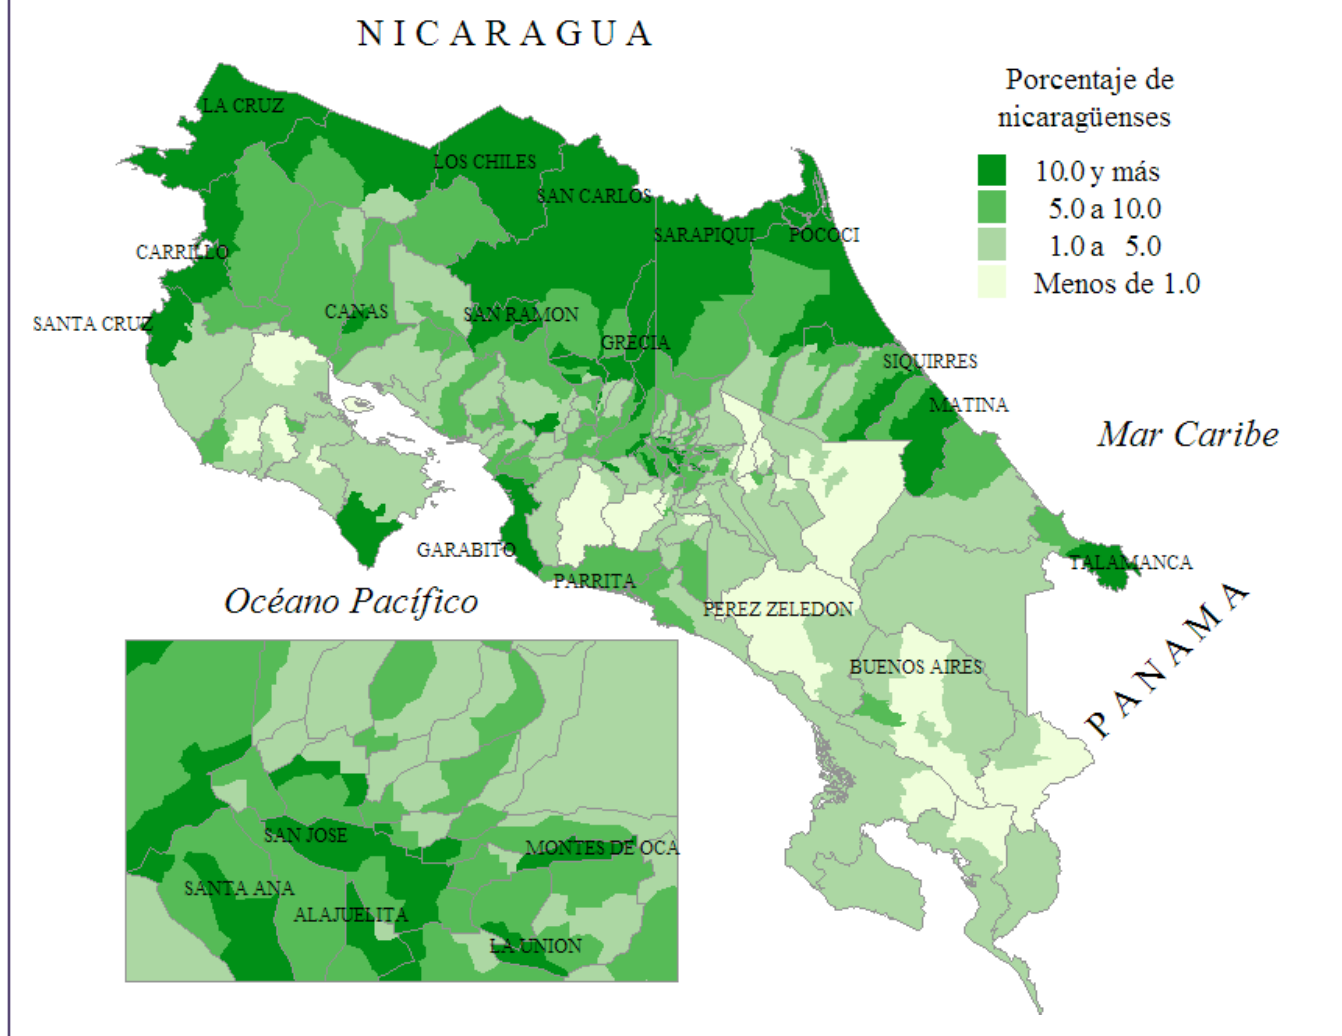 NICARAGUA
Porcentaje de
nicaragüenses
10.0 y más
5.0 a 10.0
1.0 a 5.0
Menos de 1.0
LA CRUZ
LOS CHILES
SAN CARLOS
SARAPIQUI
POCOCI
CARRILLO
SANTA CRUZ
CANAS
SAN RAMON
GRECIA
SIQUIRRES
MATINA
Mar Caribe
GARABITO
TALAMANCA
PARRITA
Océano Pacífico
PEREZ ZELEDON
PANAMA
BUENOS AIRES
SAN JOSE
MONTES DE OCA
SANTA ANA
ALAJUELITA
LA UNION